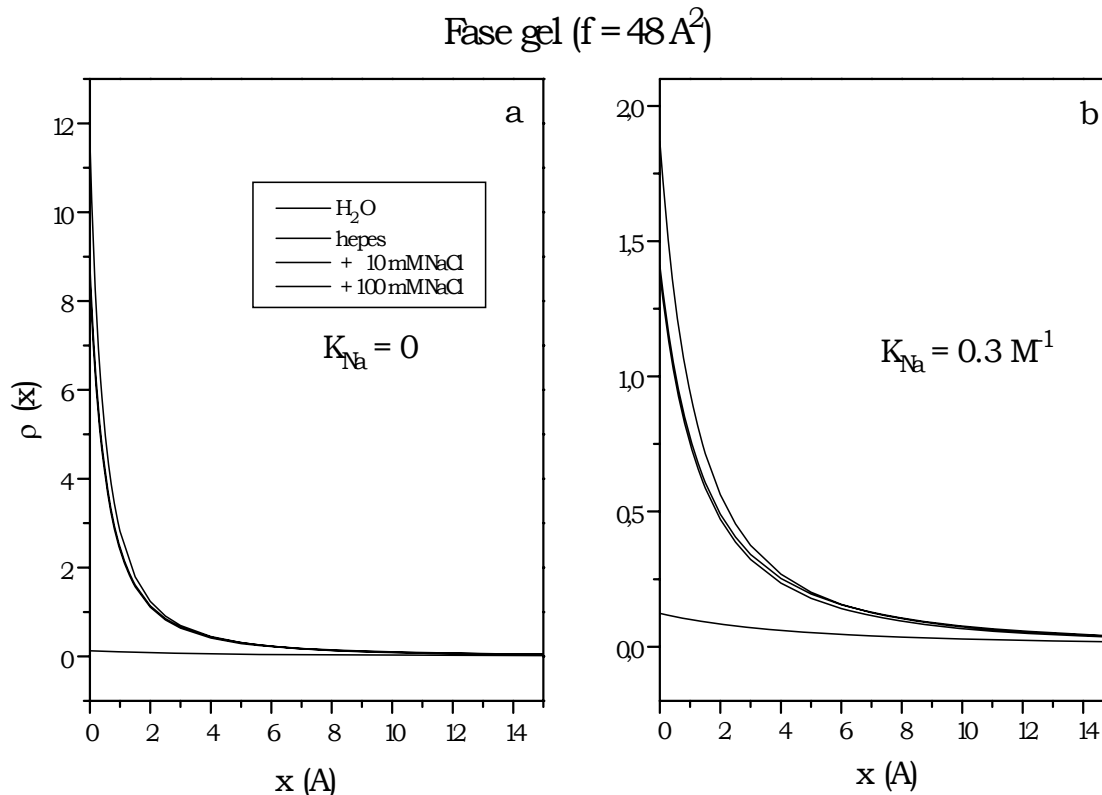 Fase gel (f = 48 A²)
a
12
10
8
6
4
2
0
ρ (x)
H₂O
hepes
+ 10 mM NaCl
+ 100 mM NaCl
K_Na = 0
0 2 4 6 8 10 12 14
x (A)
b
2,0
1,5
1,0
0,5
0,0
K_Na = 0.3 M⁻¹
0 2 4 6 8 10 12 14
x (A)